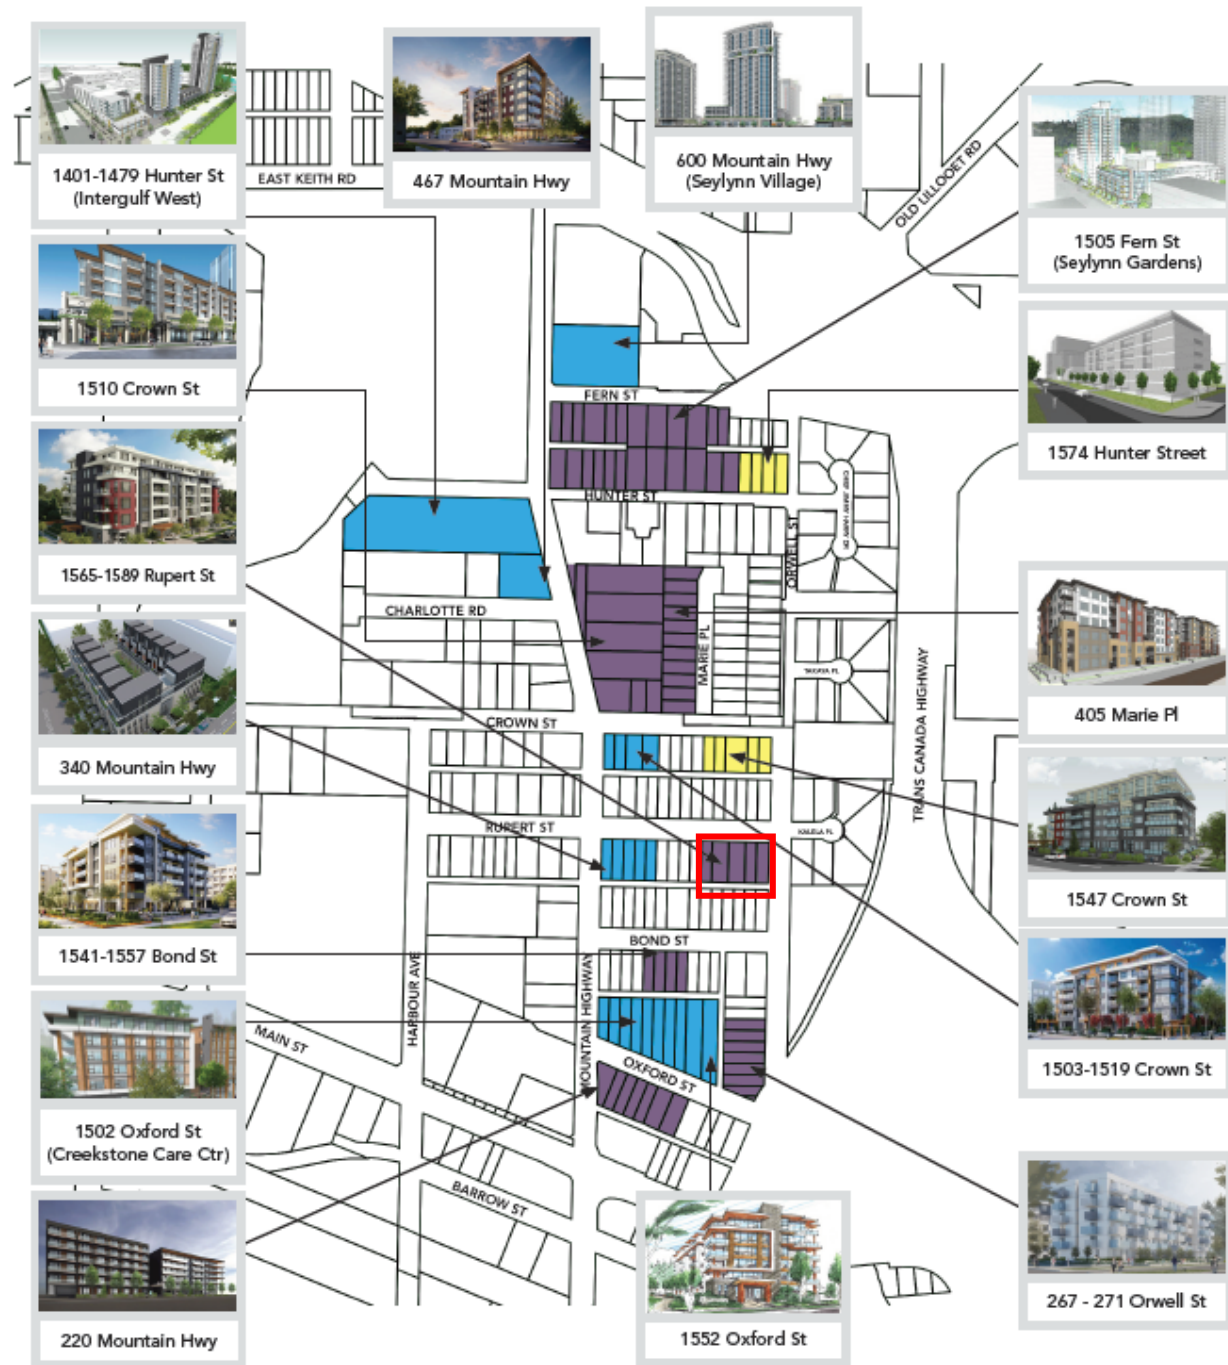 1401-1479 Hunter St
(Intergulf West)
467 Mountain Hwy
600 Mountain Hwy
(Seylynn Village)
1505 Fern St
(Seylynn Gardens)
1510 Crown St
1574 Hunter Street
1565-1589 Rupert St
340 Mountain Hwy
405 Marie Pl
1541-1557 Bond St
1547 Crown St
1502 Oxford St
(Creekstone Care Ctr)
1503-1519 Crown St
220 Mountain Hwy
1552 Oxford St
267 - 271 Orwell St
EAST KEITH RD
OLD LILLOOET RD
FERN ST
HUNTER ST
ORWELL ST
CHARLOTTE RD
MARIE PL
TAKAYA PL
CROWN ST
TRANS CANADA HIGHWAY
RUPERT ST
KALELA PL
BOND ST
HARBOUR AVE
MOUNTAIN HIGHWAY
MAIN ST
OXFORD ST
BARROW ST